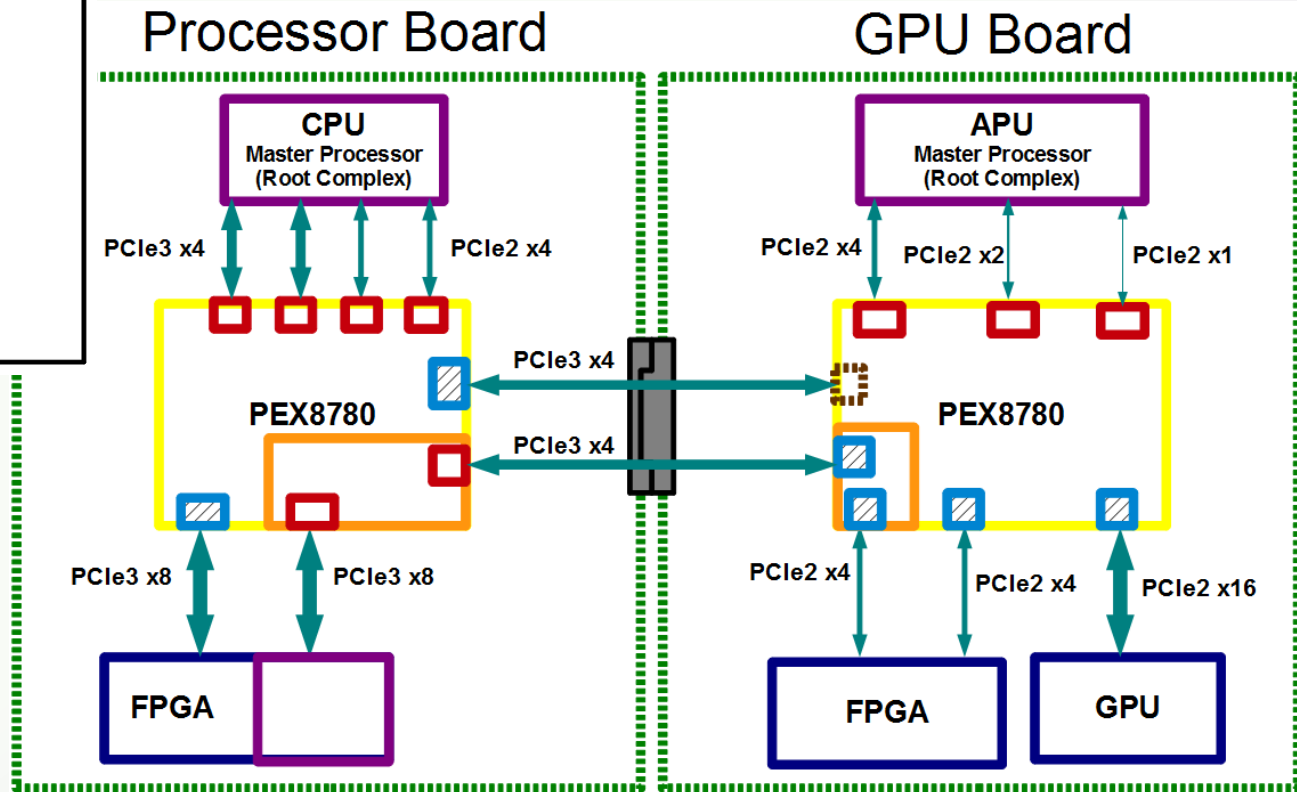 Processor Board
GPU Board
CPU
Master Processor
(Root Complex)
APU
Master Processor
(Root Complex)
PCIe3 x4
PCIe2 x4
PCIe2 x4
PCIe2 x2
PCIe2 x1
PCIe3 x4
PEX8780
PEX8780
PCIe3 x4
PCIe3 x8
PCIe3 x8
PCIe2 x4
PCIe2 x4
PCIe2 x16
FPGA
FPGA
GPU